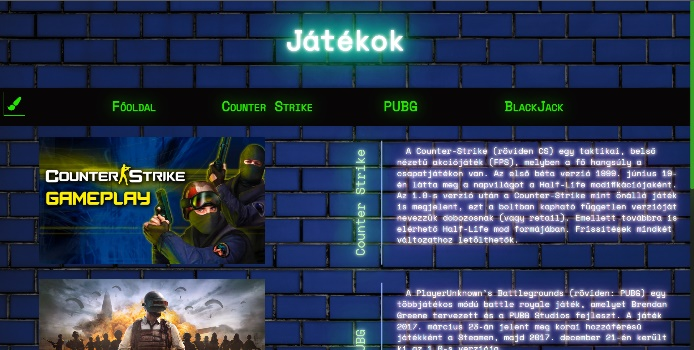 Játékok
Főoldal
Counter Strike
PUBG
BlackJack
COUNTER STRIKE
GAMEPLAY
Counter Strike
A Counter-Strike (röviden CS) egy taktikai, belső
nézetű akciójáték (FPS), melyben a fő hangsúly a
csapatjátékon van. Az első béta verzió 1999. június 19-
én látta meg a napvilágot a Half-Life modifikációjaként.
Az 1.0-s verzió után a Counter-Strike mint önálló játék
is megjelent, ezt a boltban kapható független verzióját
nevezzük dobozosnak (vagy retail). Emellett továbbra is
elérhető Half-Life mod formájában. Frissítések mindkét
változathoz letölthetők.
A PlayerUnknown's Battlegrounds (röviden: PUBG) egy
többjátékos módú battle royale játék, amelyet Brendan
Greene tervezett és a PUBG Studios fejleszt. A játék
2017. március 23-án jelent meg korai hozzáférésű
játékként a Steamen, majd 2017. december 21-én került
ki az 1.0-s verziója